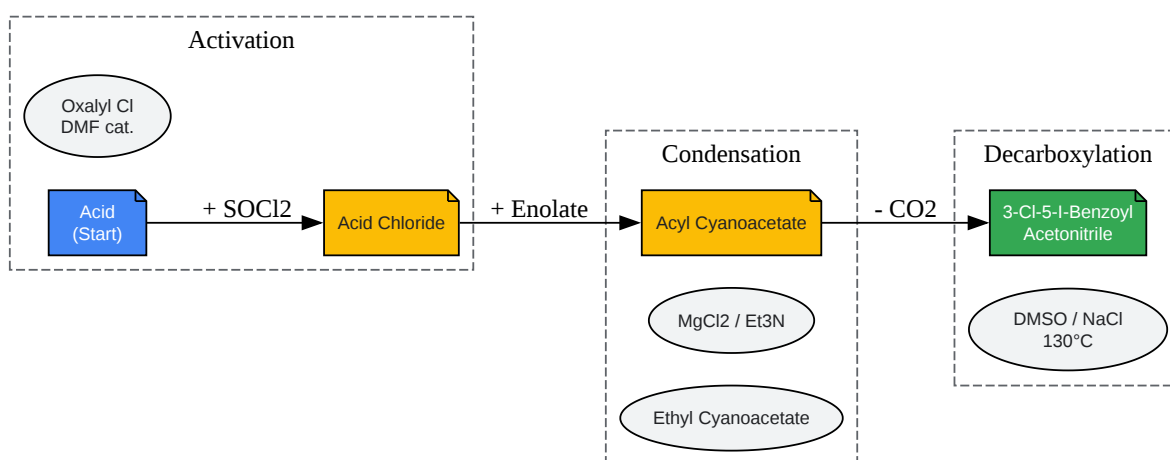 Activation
Oxalyl Cl
DMF cat.
Acid
(Start)
+ SOCl2
Acid Chloride
+ Enolate
Condensation
Acyl Cyanoacetate
MgCl2 / Et3N
Ethyl Cyanoacetate
- CO2
Decarboxylation
3-Cl-5-I-Benzoyl
Acetonitrile
DMSO / NaCl
130°C